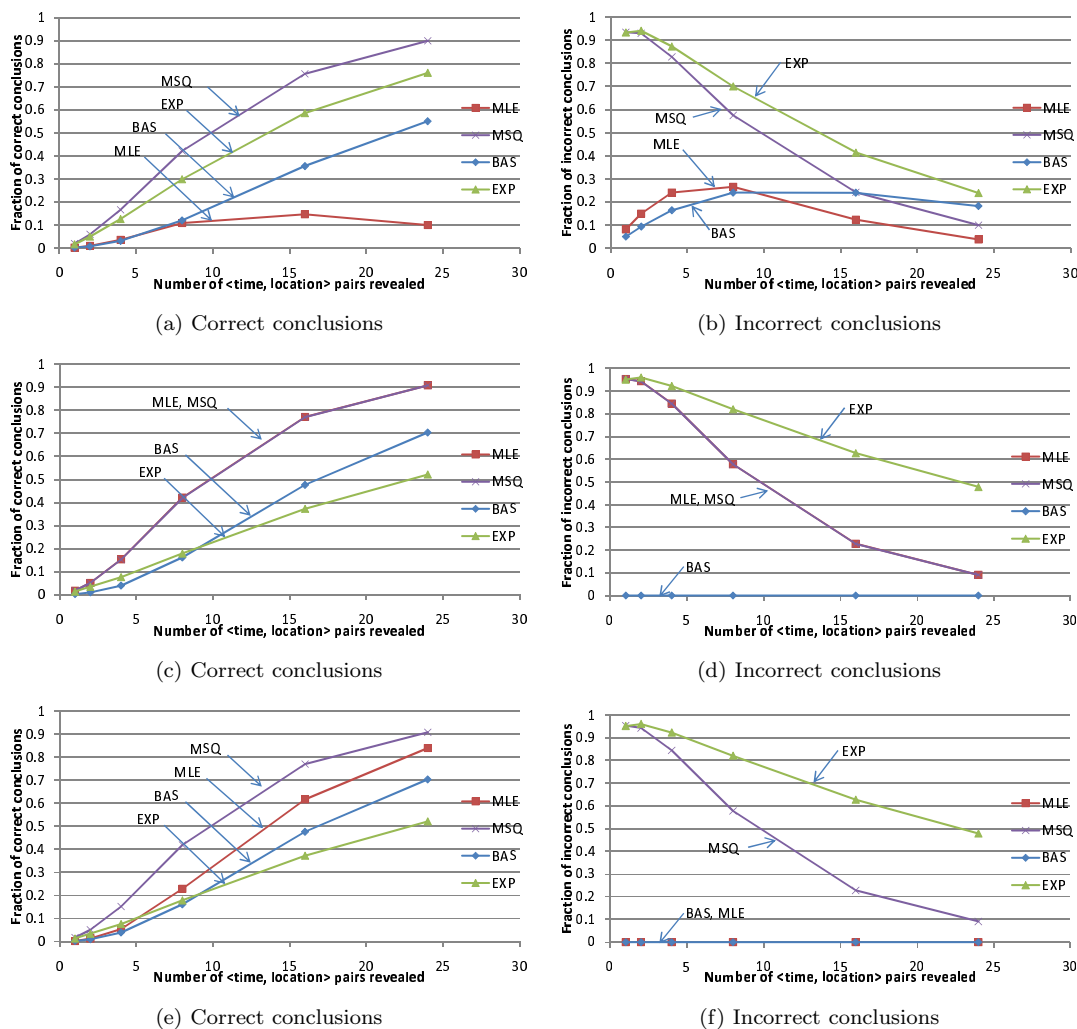 Fraction of correct conclusions
1
0.9
0.8
0.7
0.6
0.5
0.4
0.3
0.2
0.1
0
MSQ
EXP
BAS
MLE
MLE
MSQ
BAS
EXP
0 5 10 15 20 25 30
Number of <time, location> pairs revealed
(a) Correct conclusions
Fraction of incorrect conclusions
1
0.9
0.8
0.7
0.6
0.5
0.4
0.3
0.2
0.1
0
EXP
MSQ
MLE
BAS
MLE
MSQ
BAS
EXP
0 5 10 15 20 25 30
Number of <time, location> pairs revealed
(b) Incorrect conclusions
Fraction of correct conclusions
1
0.9
0.8
0.7
0.6
0.5
0.4
0.3
0.2
0.1
0
MLE, MSQ
BAS
EXP
MLE
MSQ
BAS
EXP
0 5 10 15 20 25 30
Number of <time, location> pairs revealed
(c) Correct conclusions
Fraction of incorrect conclusions
1
0.9
0.8
0.7
0.6
0.5
0.4
0.3
0.2
0.1
0
EXP
MLE, MSQ
BAS
MLE
MSQ
BAS
EXP
0 5 10 15 20 25 30
Number of <time, location> pairs revealed
(d) Incorrect conclusions
Fraction of correct conclusions
1
0.9
0.8
0.7
0.6
0.5
0.4
0.3
0.2
0.1
0
MSQ
MLE
BAS
EXP
MLE
MSQ
BAS
EXP
0 5 10 15 20 25 30
Number of <time, location> pairs revealed
(e) Correct conclusions
Fraction of incorrect conclusions
1
0.9
0.8
0.7
0.6
0.5
0.4
0.3
0.2
0.1
0
EXP
MSQ
BAS, MLE
MLE
MSQ
BAS
EXP
0 5 10 15 20 25 30
Number of <time, location> pairs revealed
(f) Incorrect conclusions